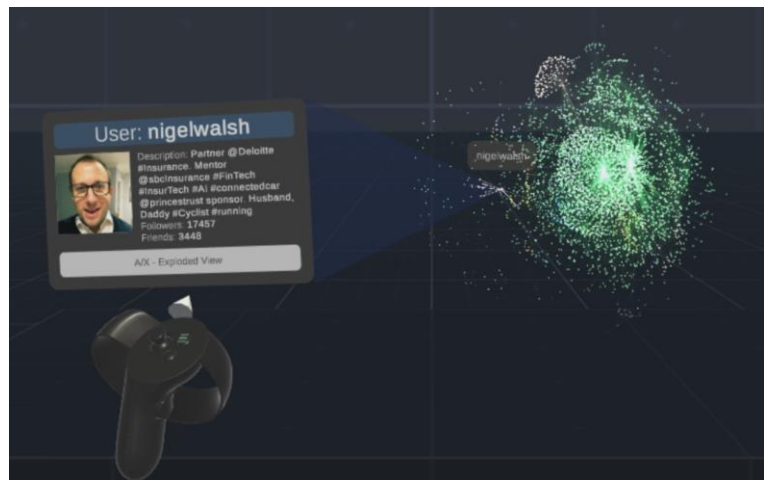 User: nigelwalsh
Description: Partner @Deloitte
#Insurance. Mentor
@sbcInsurance #FinTech
#InsurTech #Ai #connectedcar
@princestrust sponsor. Husband,
Daddy #Cyclist #running
Followers: 17457
Friends: 3448
A/X - Exploded View
nigelwalsh